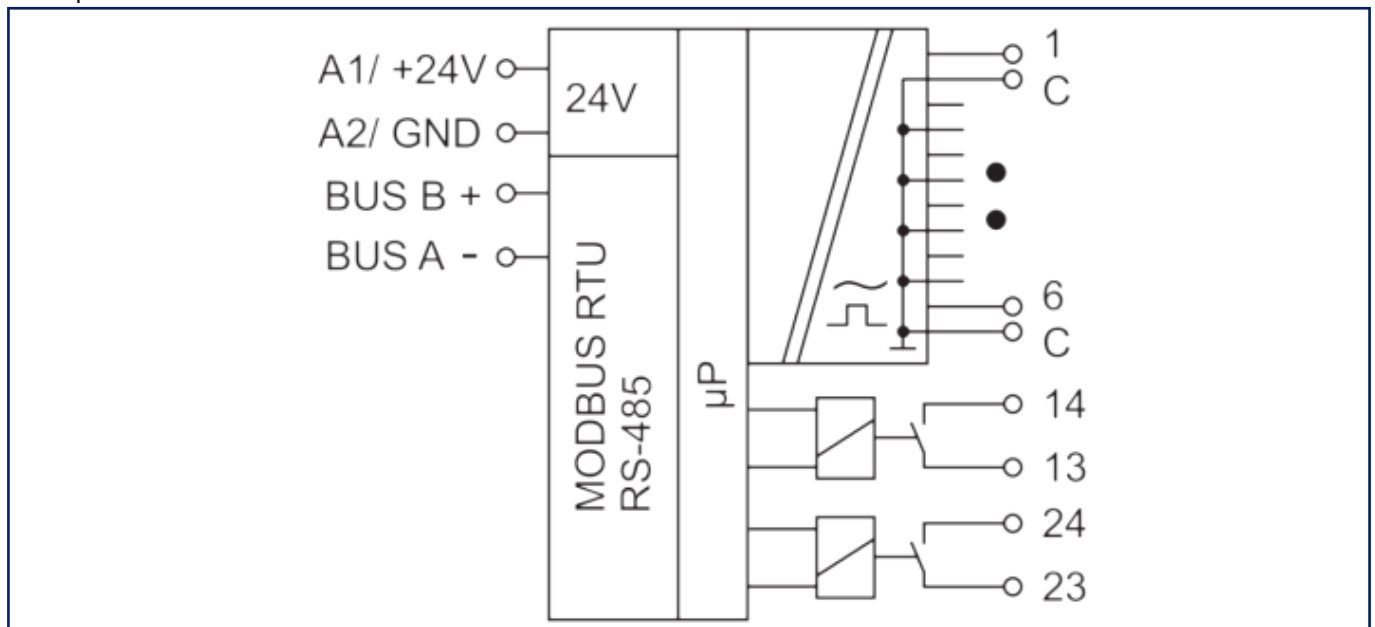 A1/ +24V
A2/ GND
BUS B +
BUS A -
24V
MODBUS RTU
RS-485
µP
1
C
6
C
14
13
24
23